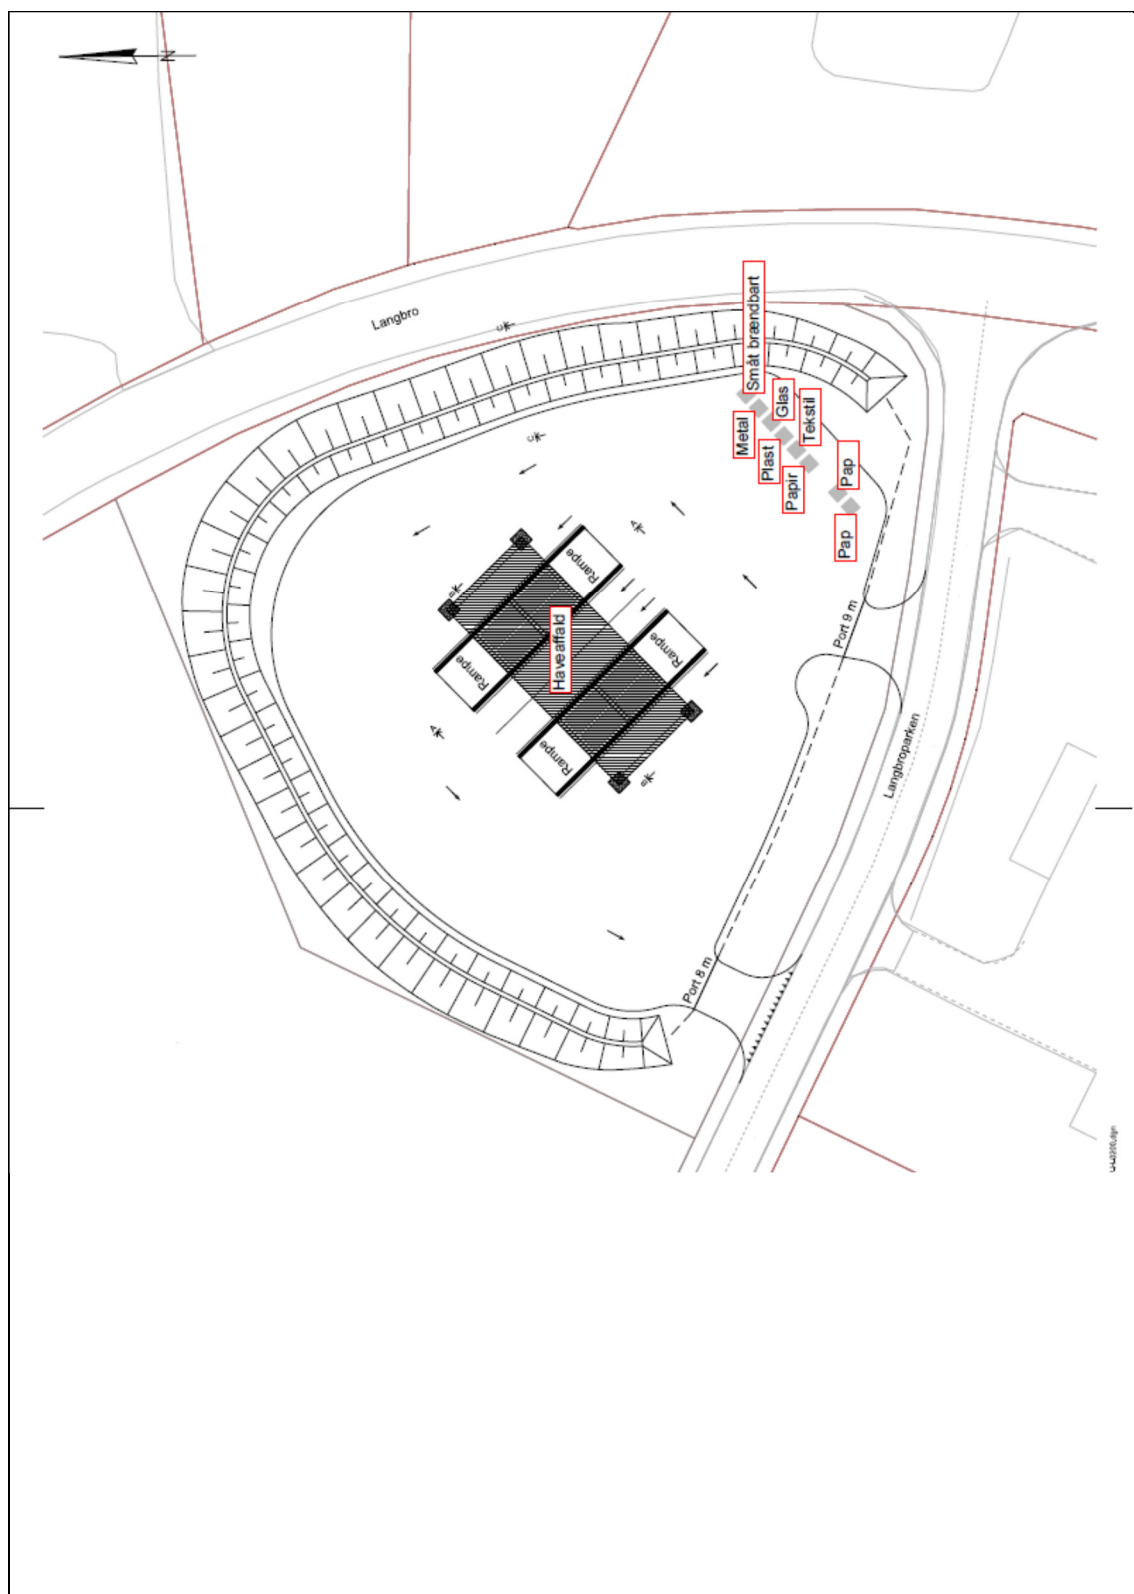 N
Langbro
C
C
Småt brændbart
Metal
Glas
Plast
Tekstil
Papir
Pap
Pap
A
B
Rampe
Haveaffald
Rampe
Rampe
Rampe
A
B
Port 9 m
Langbroparken
Port 8 m